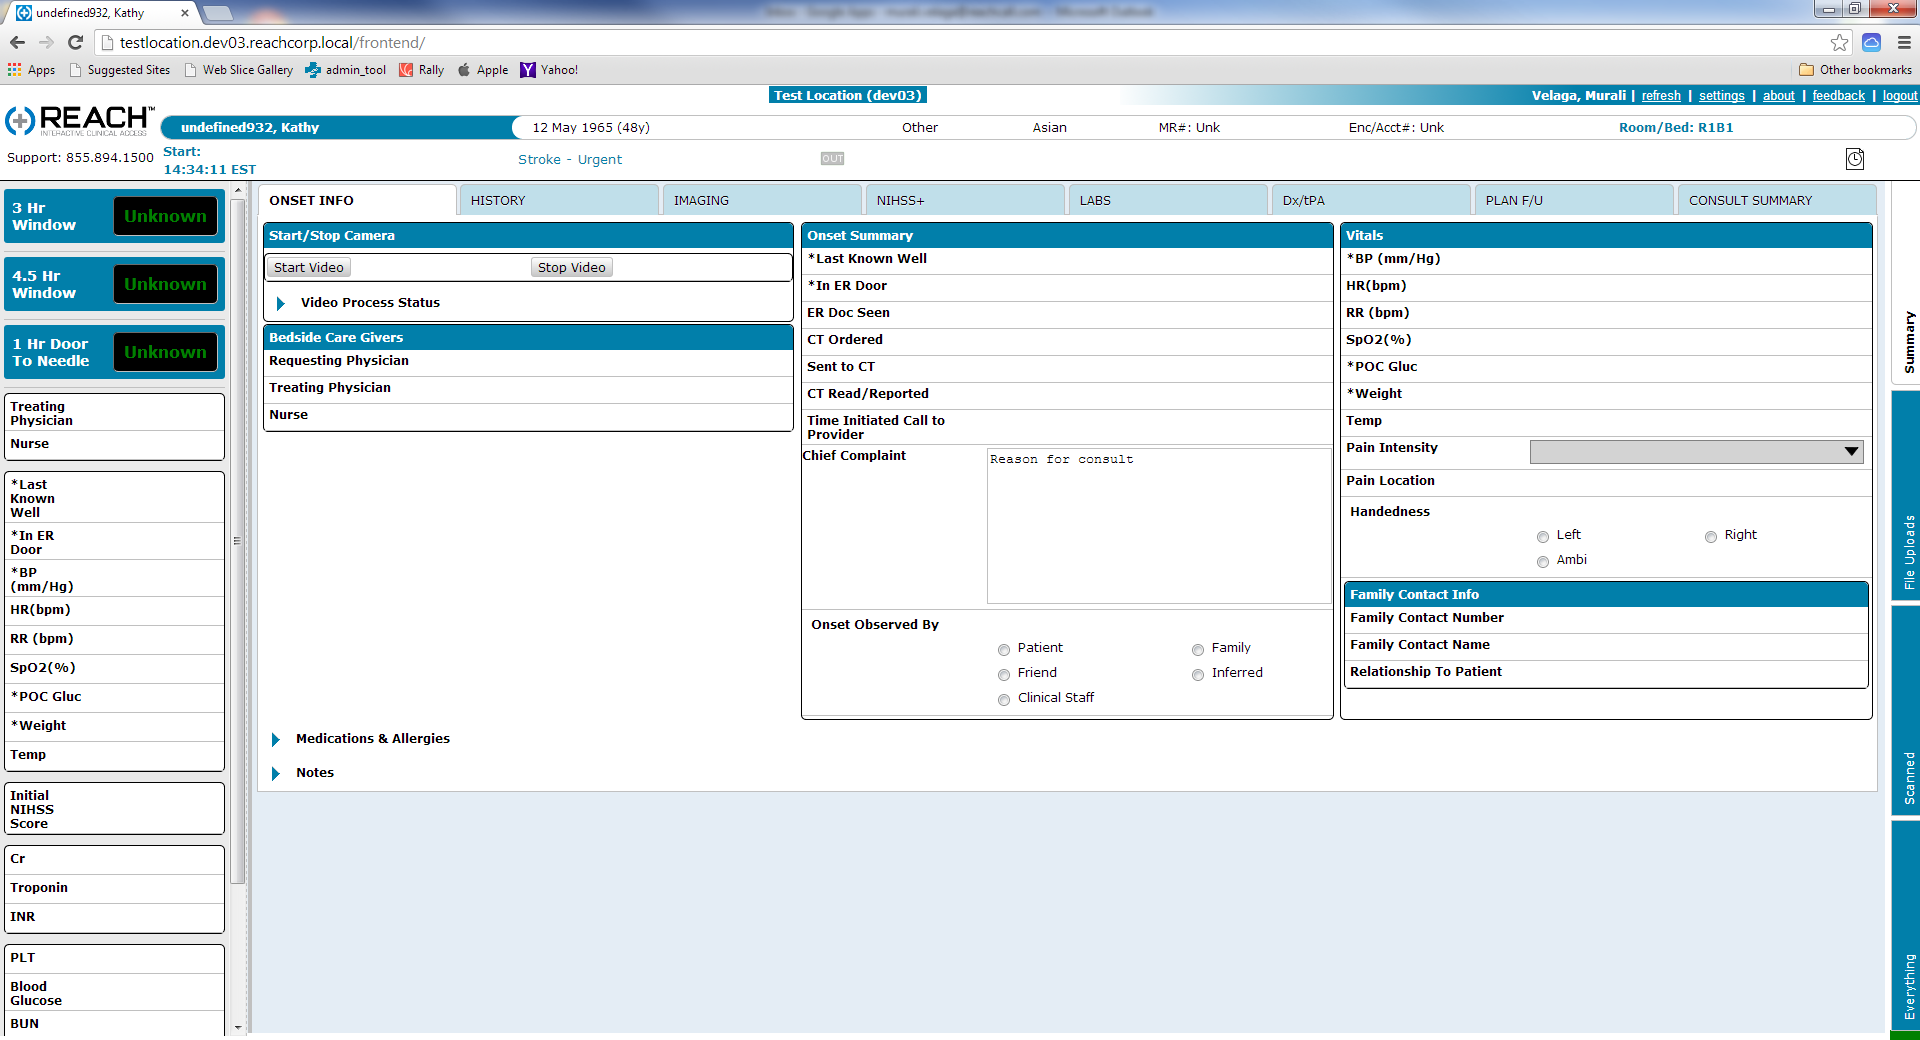 undefined932, Kathy
testlocation.dev03.reachcorp.local/frontend/
Apps
Suggested Sites
Web Slice Gallery
admin_tool
Rally
Apple
Yahoo!
Other bookmarks
Test Location (dev03)
Velaga, Murali | refresh | settings | about | feedback | logout
REACH™
INTERACTIVE CLINICAL ACCESS
undefined932, Kathy
12 May 1965 (48y)
Other
Asian
MR#: Unk
Enc/Acct#: Unk
Room/Bed: R1B1
Support: 855.894.1500
Start:
14:34:11 EST
Stroke - Urgent
OUT
3 Hr
Window
Unknown
4.5 Hr
Window
Unknown
1 Hr Door
To Needle
Unknown
Treating
Physician
Nurse
*Last
Known
Well
*In ER
Door
*BP
(mm/Hg)
HR(bpm)
RR (bpm)
SpO2(%)
*POC Gluc
*Weight
Temp
Initial
NIHSS
Score
Cr
Troponin
INR
PLT
Blood
Glucose
BUN
ONSET INFO
HISTORY
IMAGING
NIHSS+
LABS
Dx/tPA
PLAN F/U
CONSULT SUMMARY
Start/Stop Camera
Start Video
Stop Video
Video Process Status
Bedside Care Givers
Requesting Physician
Treating Physician
Nurse
Onset Summary
*Last Known Well
*In ER Door
ER Doc Seen
CT Ordered
Sent to CT
CT Read/Reported
Time Initiated Call to
Provider
Chief Complaint
Reason for consult
Onset Observed By
Patient
Family
Friend
Inferred
Clinical Staff
Vitals
*BP (mm/Hg)
HR(bpm)
RR (bpm)
SpO2(%)
*POC Gluc
*Weight
Temp
Pain Intensity
Pain Location
Handedness
Left
Right
Ambi
Family Contact Info
Family Contact Number
Family Contact Name
Relationship To Patient
Medications & Allergies
Notes
Summary
File Uploads
Scanned
Everything